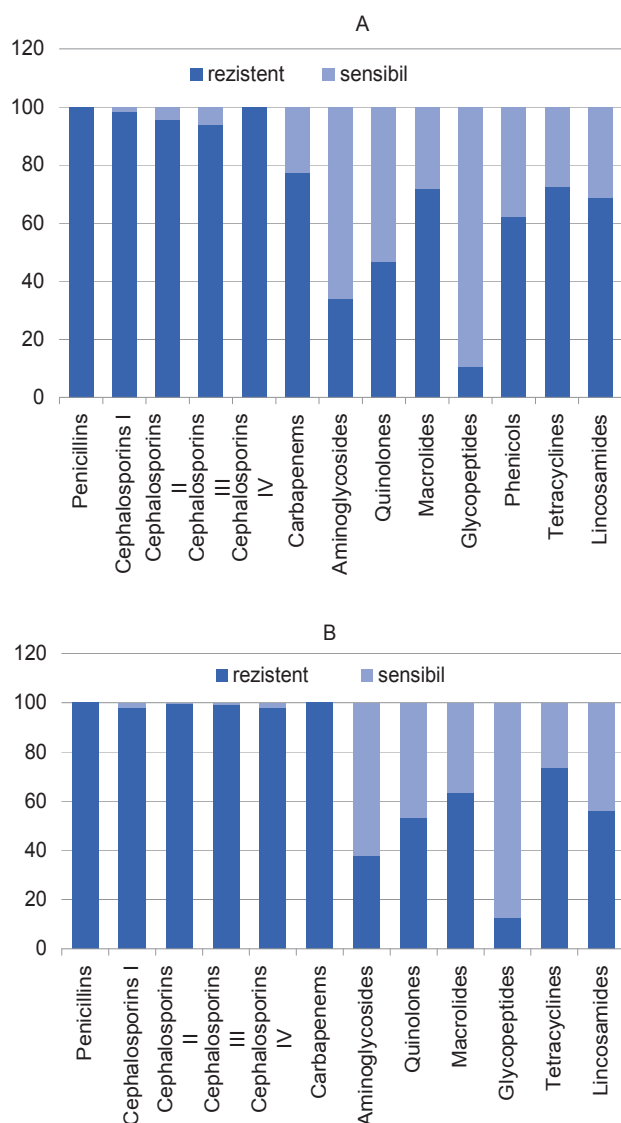 A
120
rezistent sensibil
100
80
60
40
20
0
Penicillins
Cephalosporins I
Cephalosporins
II
Cephalosporins
III
Cephalosporins
IV
Carbapenems
Aminoglycosides
Quinolones
Macrolides
Glycopeptides
Phenicols
Tetracyclines
Lincosamides
B
120
rezistent sensibil
100
80
60
40
20
0
Penicillins
Cephalosporins I
Cephalosporins
II
Cephalosporins
III
Cephalosporins
IV
Carbapenems
Aminoglycosides
Quinolones
Macrolides
Glycopeptides
Tetracyclines
Lincosamides